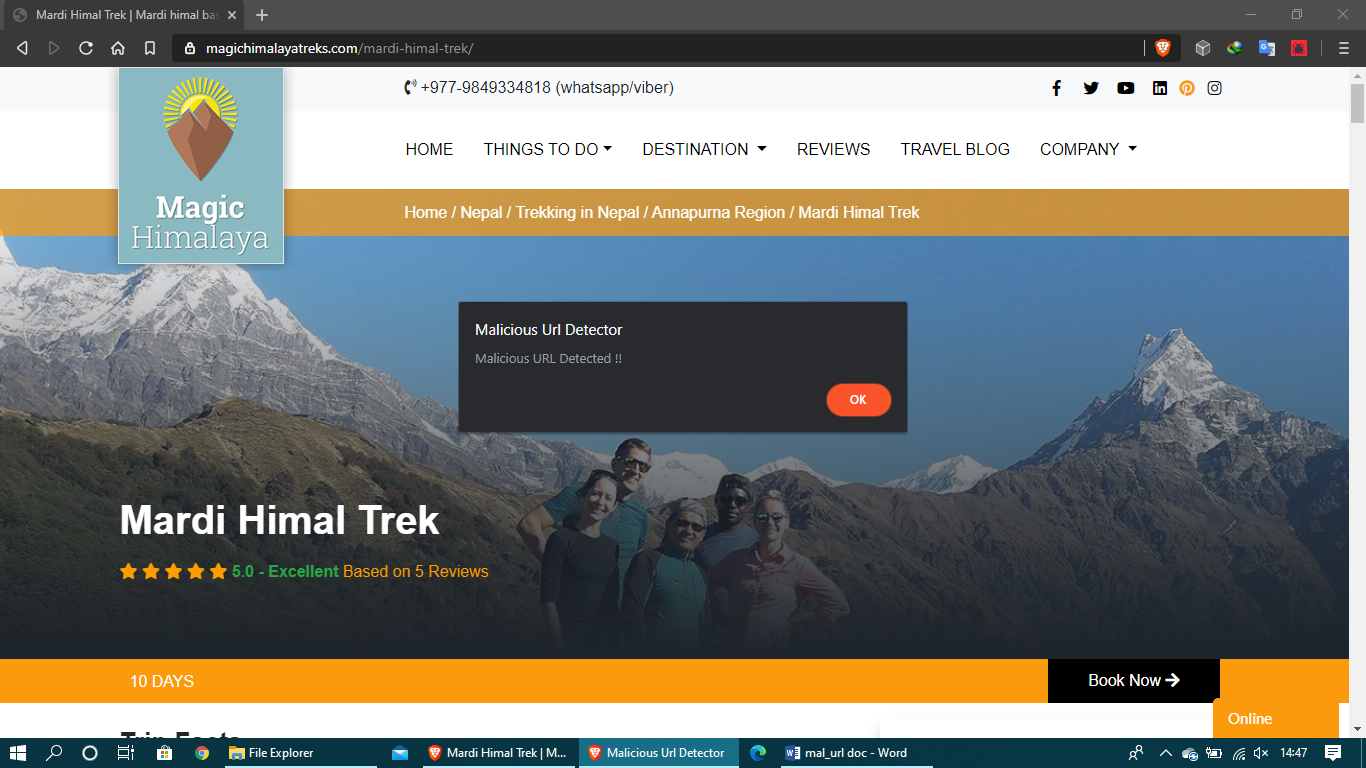 Mardi Himal Trek | Mardi himal ba
magichimalayatreks.com/mardi-himal-trek/
+977-9849334818 (whatsapp/viber)
Magic
Himalaya
HOME THINGS TO DO DESTINATION REVIEWS TRAVEL BLOG COMPANY
Home / Nepal / Trekking in Nepal / Annapurna Region / Mardi Himal Trek
Malicious Url Detector
Malicious URL Detected !!
OK
Mardi Himal Trek
5.0 - Excellent Based on 5 Reviews
10 DAYS
Book Now
Online
Trip Facts
File Explorer
Mardi Himal Trek | M...
Malicious Url Detector
mal_url doc - Word
14:47